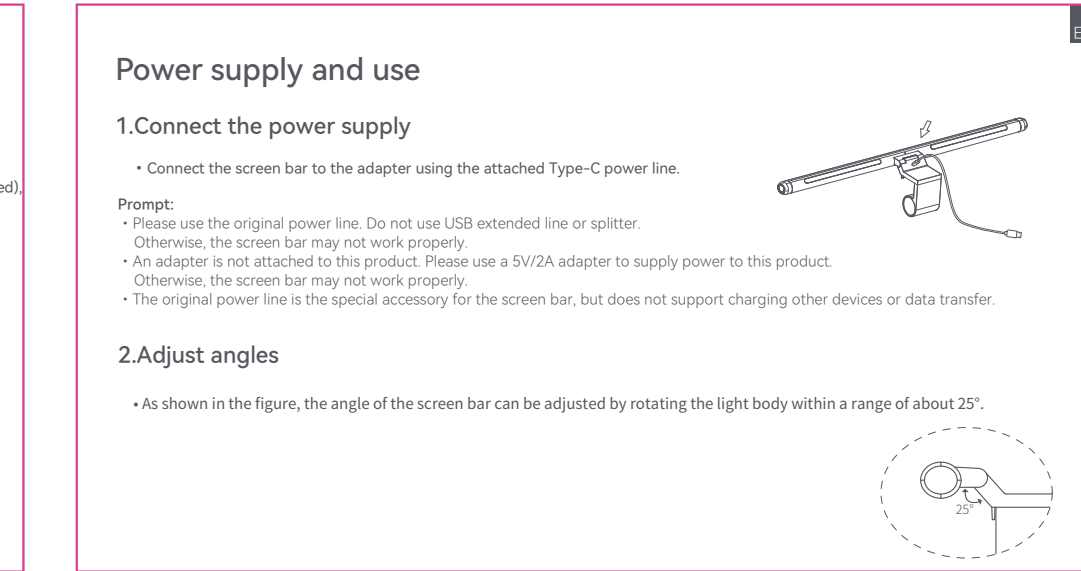 E
Power supply and use
1.Connect the power supply
• Connect the screen bar to the adapter using the attached Type-C power line.
ed),
Prompt:
• Please use the original power line. Do not use USB extended line or splitter.
Otherwise, the screen bar may not work properly.
• An adapter is not attached to this product. Please use a 5V/2A adapter to supply power to this product.
Otherwise, the screen bar may not work properly.
• The original power line is the special accessory for the screen bar, but does not support charging other devices or data transfer.
2.Adjust angles
• As shown in the figure, the angle of the screen bar can be adjusted by rotating the light body within a range of about 25°.
25°